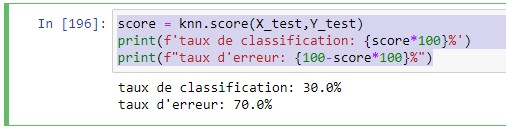 In [196]: score = knn.score(X_test,Y_test)
print(f'taux de classification: {score*100}%')
print(f"taux d'erreur: {100-score*100}%")
taux de classification: 30.0%
taux d'erreur: 70.0%